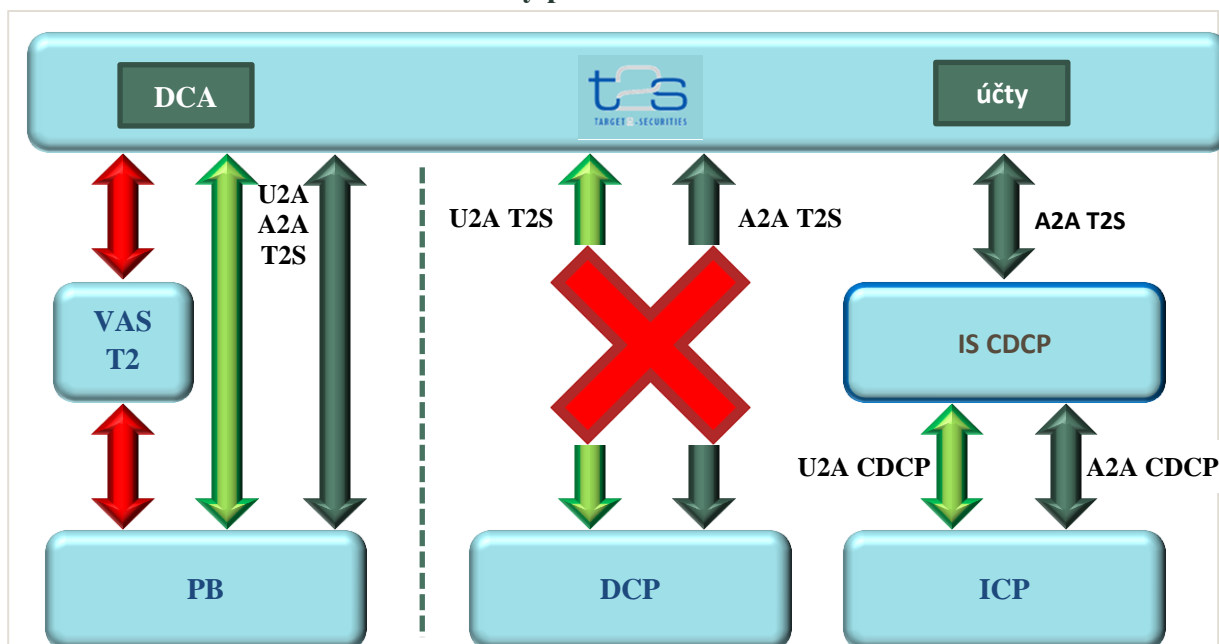 DCA
t2s
TARGET2-SECURITIES
účty
U2A
A2A
T2S
U2A T2S
A2A T2S
A2A T2S
VAS
T2
IS CDCP
U2A CDCP
A2A CDCP
PB
DCP
ICP